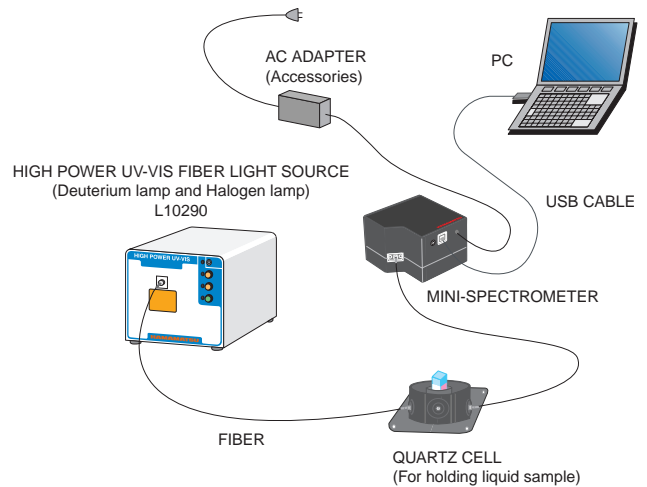 AC ADAPTER
(Accessories)
PC
HIGH POWER UV-VIS FIBER LIGHT SOURCE
(Deuterium lamp and Halogen lamp)
L10290
USB CABLE
HIGH POWER UV-VIS
MINI-SPECTROMETER
FIBER
QUARTZ CELL
(For holding liquid sample)